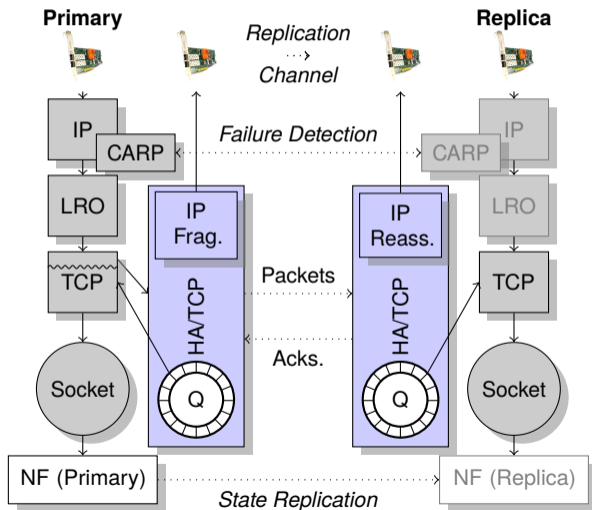 Primary
Replication
Channel
Replica
IP
CARP
Failure Detection
CARP
IP
LRO
IP
Frag.
IP
Reass.
LRO
TCP
HA/TCP
Packets
HA/TCP
TCP
Acks.
Socket
Q
Q
Socket
NF (Primary)
State Replication
NF (Replica)